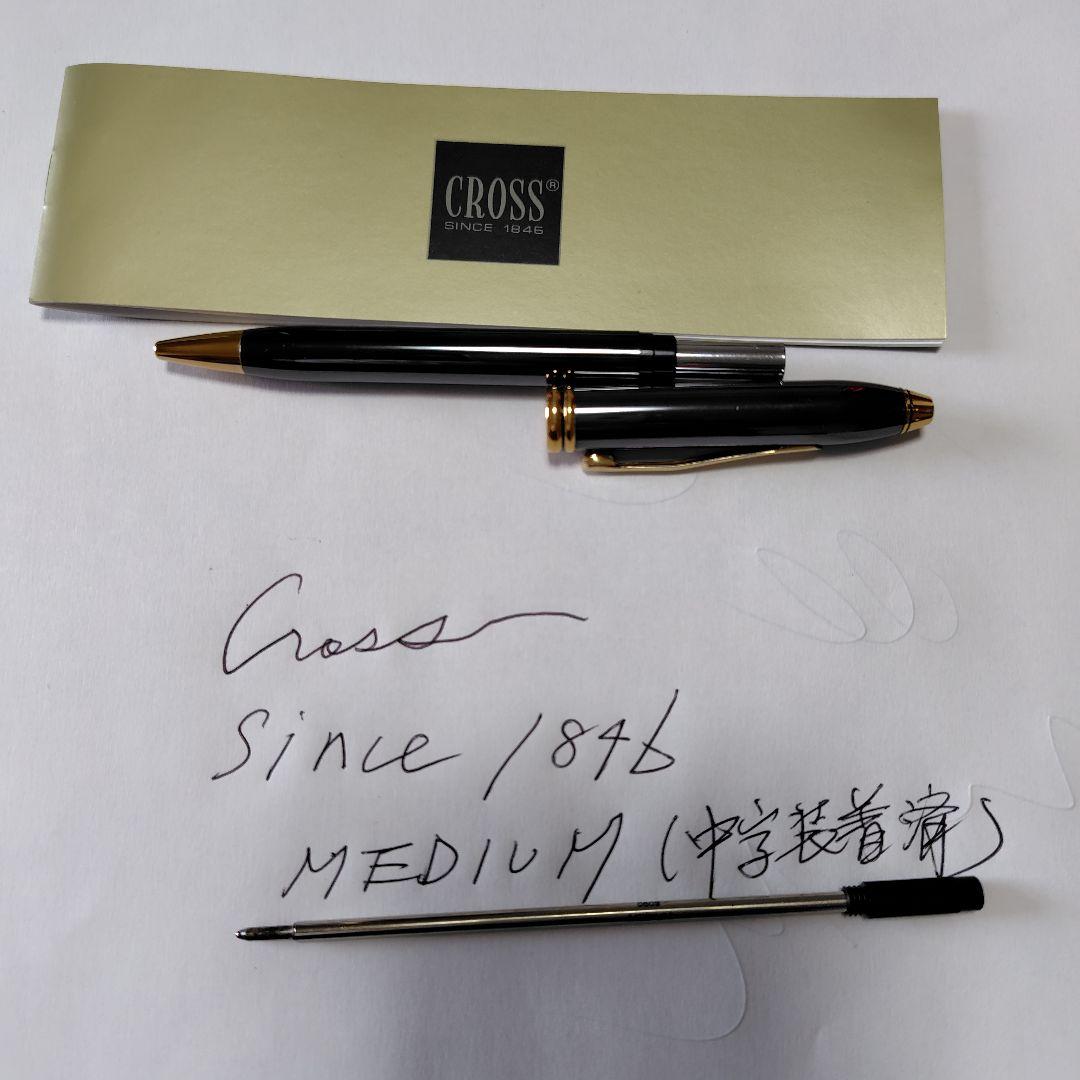 CROSS®
SINCE 1846
Cross
Since 1846
MEDIUM (中字装着済)